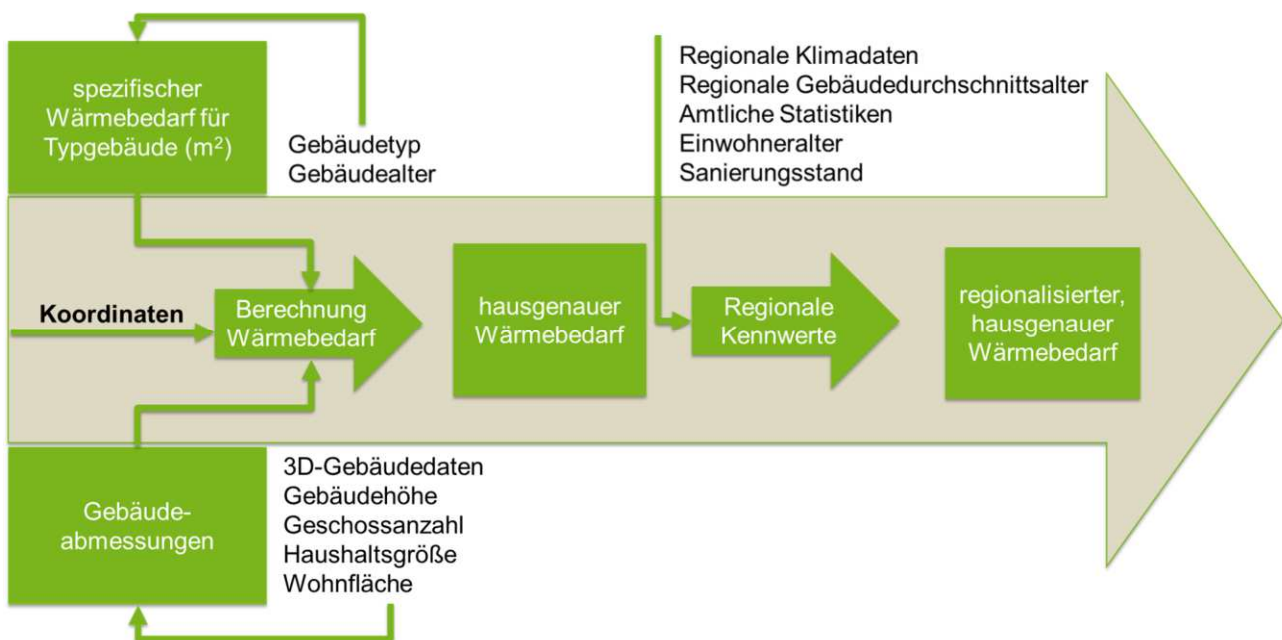 spezifischer
Wärmebedarf für
Typgebäude (m²)
Gebäudetyp
Gebäudealter
Regionale Klimadaten
Regionale Gebäudedurchschnittsalter
Amtliche Statistiken
Einwohneralter
Sanierungsstand
Koordinaten
Berechnung
Wärmebedarf
hausgenauer
Wärmebedarf
Regionale
Kennwerte
regionalisierter,
hausgenauer
Wärmebedarf
Gebäude-
abmessungen
3D-Gebäudedaten
Gebäudehöhe
Geschossanzahl
Haushaltsgröße
Wohnfläche